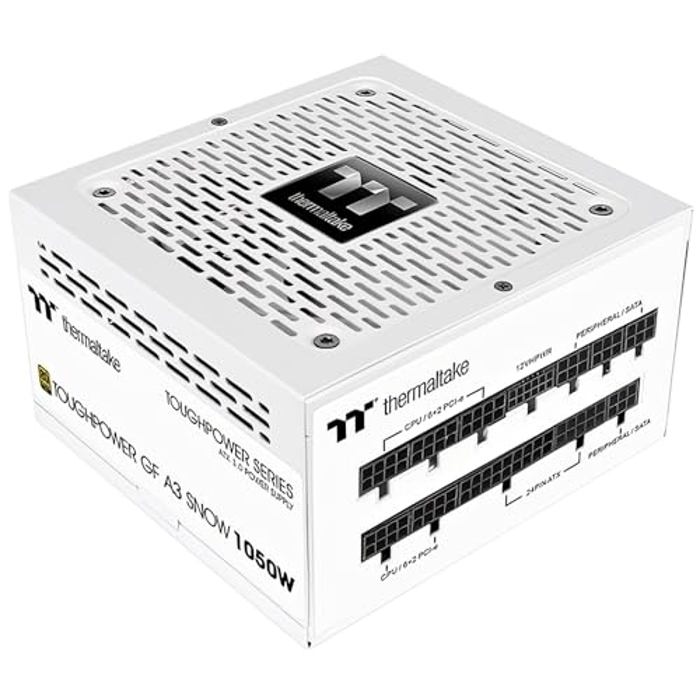 thermaltake
thermaltake
TOUGHPOWER SERIES
ATX 3.0 POWER SUPPLY
TOUGHPOWER GF A3 SNOW 1050W
thermaltake
CPU / 6+2 PCI-e
12VHPWR
PERIPHERAL / SATA
CPU / 6+2 PCI-e
24PIN ATX
PERIPHERAL / SATA